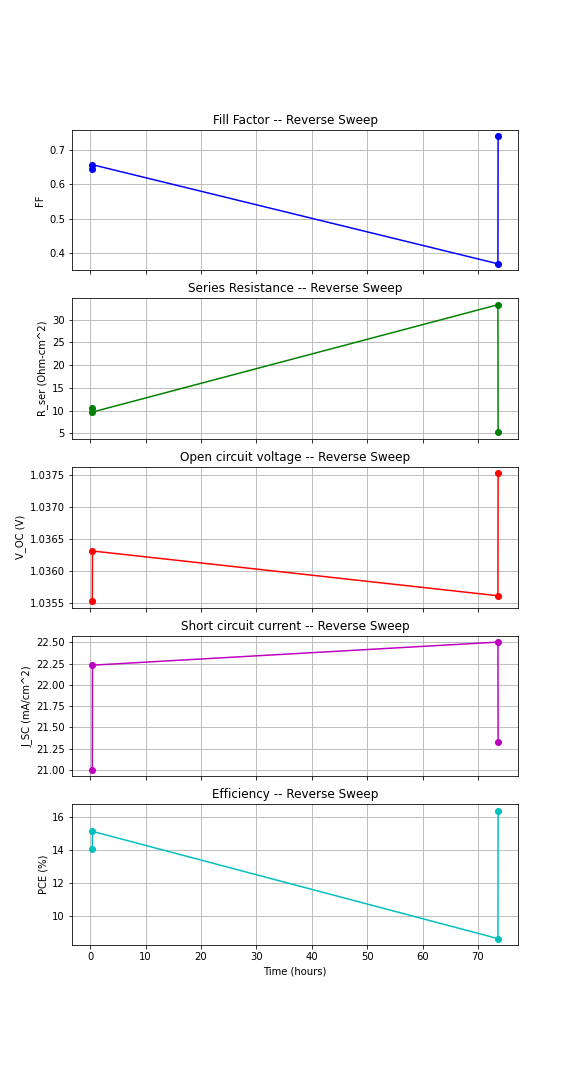 Fill Factor -- Reverse Sweep
0.7
0.6
0.5
0.4
FF
Series Resistance -- Reverse Sweep
30
25
20
15
10
5
R_ser (Ohm-cm^2)
Open circuit voltage -- Reverse Sweep
1.0375
1.0370
1.0365
1.0360
1.0355
V_OC (V)
Short circuit current -- Reverse Sweep
22.50
22.25
22.00
21.75
21.50
21.25
21.00
J_SC (mA/cm^2)
Efficiency -- Reverse Sweep
16
14
12
10
PCE (%)
0 10 20 30 40 50 60 70
Time (hours)